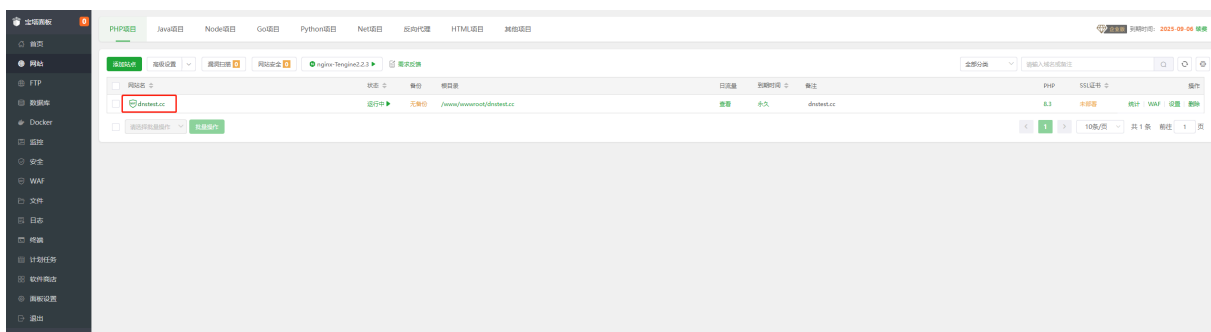 宝塔面板 0
首页
网站
FTP
数据库
Docker
监控
安全
WAF
文件
日志
终端
计划任务
软件商店
面板设置
退出
PHP项目 Java项目 Node项目 Go项目 Python项目 Net项目 反向代理 HTML项目 其他项目
企业版 到期时间: 2025-09-06 续费
添加站点 高级设置 漏洞扫描 0 网站安全 0 nginx-Tengine2.2.3 需求反馈
全部分类 请输入域名或备注
网站名 状态 备份 根目录 日流量 到期时间 备注 PHP SSL证书 操作
dnstest.cc 运行中 无备份 /www/wwwroot/dnstest.cc 查看 永久 dnstest.cc 8.3 未部署 统计 WAF 设置 删除
请选择批量操作 批量操作
1 10条/页 共 1 条 前往 1 页